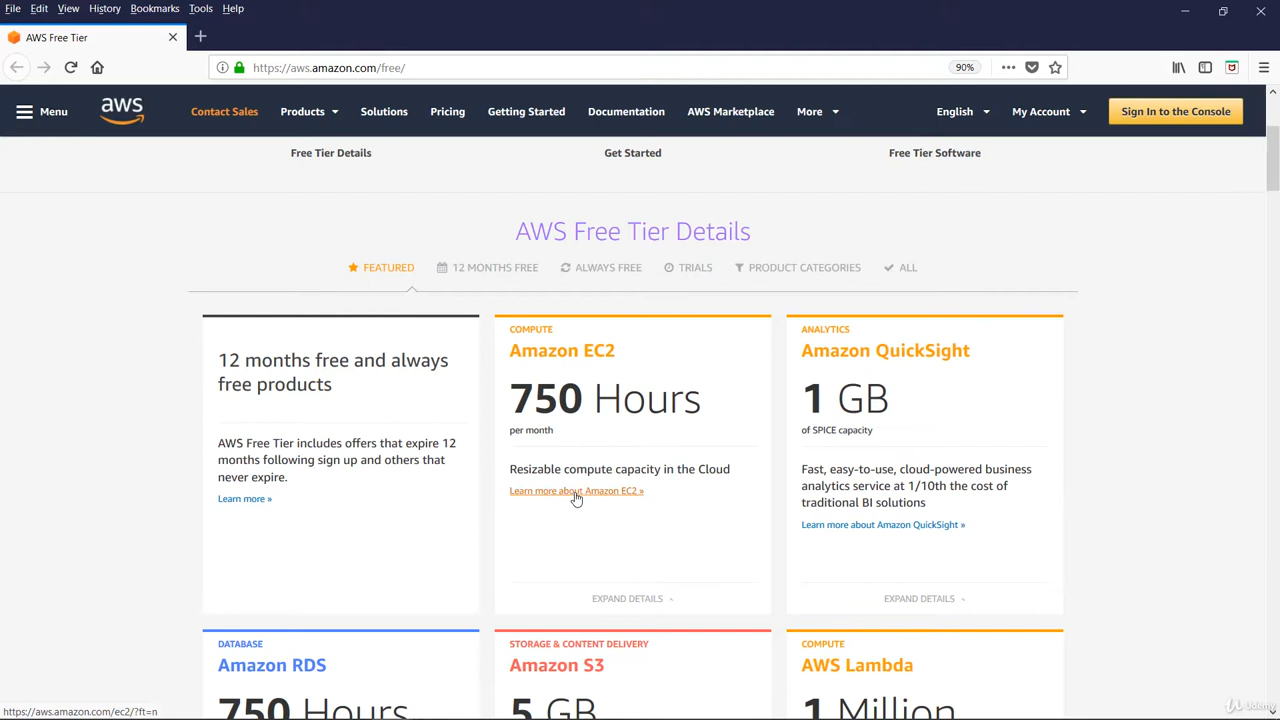 File Edit View History Bookmarks Tools Help
AWS Free Tier
https://aws.amazon.com/free/ 90%
Menu aws Contact Sales Products Solutions Pricing Getting Started Documentation AWS Marketplace More English My Account Sign In to the Console
Free Tier Details Get Started Free Tier Software
AWS Free Tier Details
FEATURED 12 MONTHS FREE ALWAYS FREE TRIALS PRODUCT CATEGORIES ALL
12 months free and always
free products
AWS Free Tier includes offers that expire 12
months following sign up and others that
never expire.
Learn more »
COMPUTE
Amazon EC2
750 Hours
per month
Resizable compute capacity in the Cloud
Learn more about Amazon EC2 »
EXPAND DETAILS
ANALYTICS
Amazon QuickSight
1 GB
of SPICE capacity
Fast, easy-to-use, cloud-powered business
analytics service at 1/10th the cost of
traditional BI solutions
Learn more about Amazon QuickSight »
EXPAND DETAILS
DATABASE
Amazon RDS
750 Hours
STORAGE & CONTENT DELIVERY
Amazon S3
5 GB
COMPUTE
AWS Lambda
1 Million
https://aws.amazon.com/ec2/?ft=n
Udemy